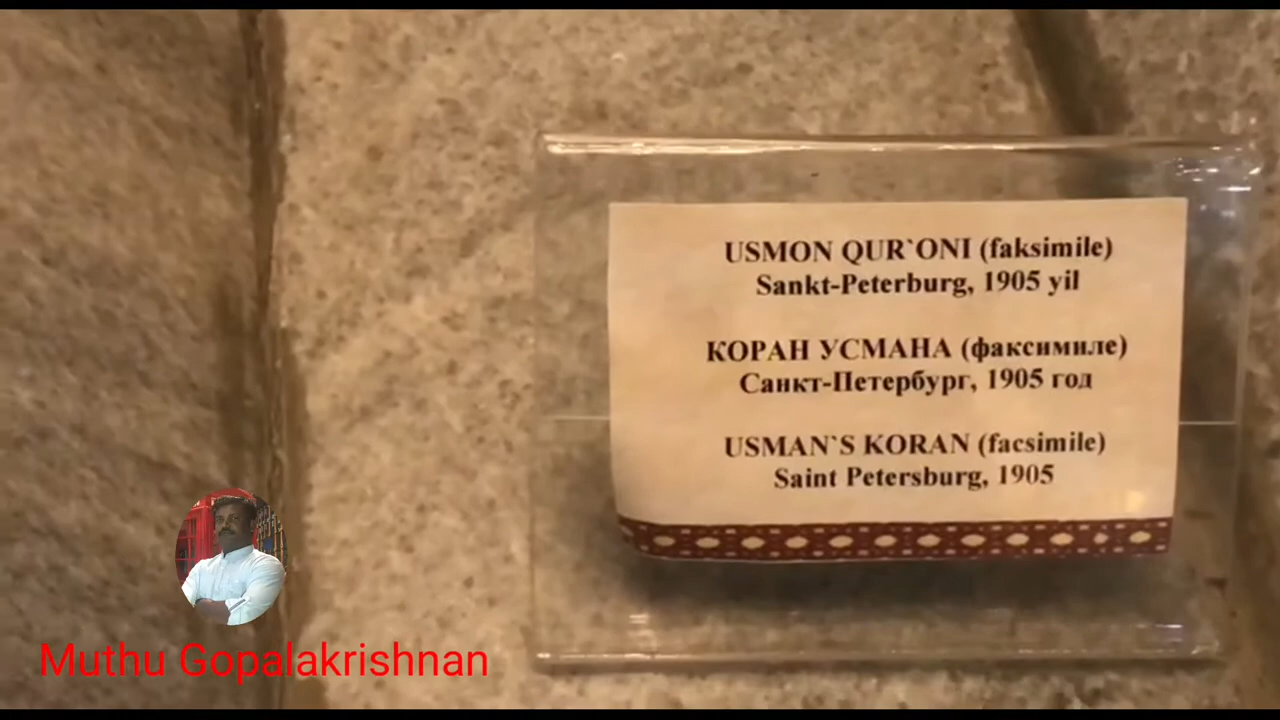 USMON QUR`ONI (faksimile)
Sankt-Peterburg, 1905 yil
КОРАН УСМАНА (факсимиле)
Санкт-Петербург, 1905 год
USMAN`S KORAN (facsimile)
Saint Petersburg, 1905
Muthu Gopalakrishnan